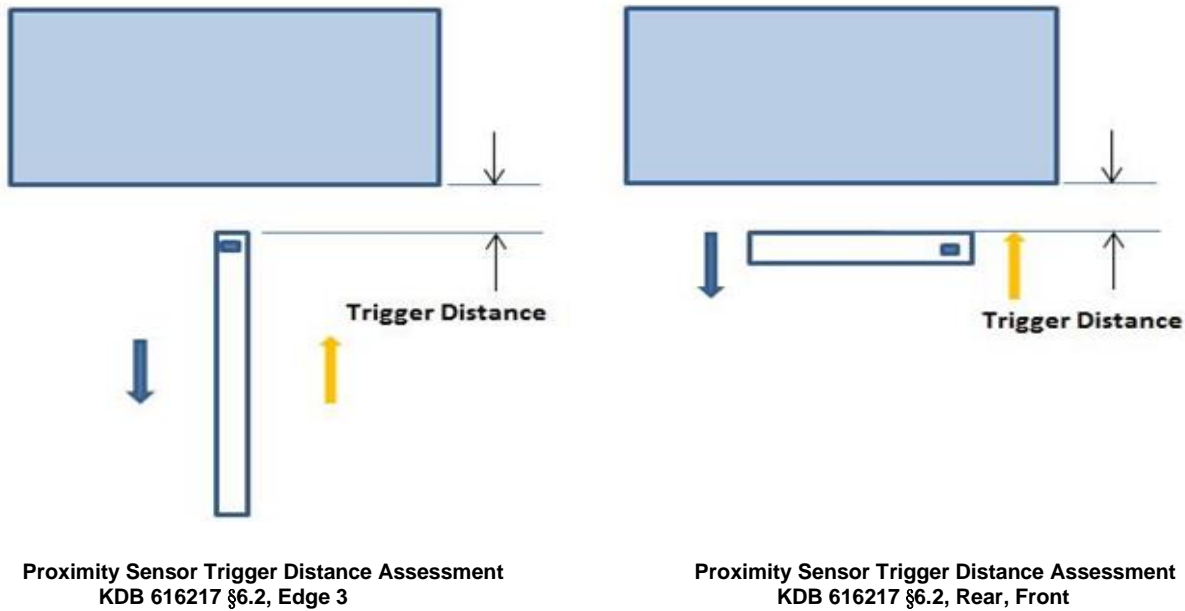 Trigger Distance
Trigger Distance
Proximity Sensor Trigger Distance Assessment
KDB 616217 §6.2, Edge 3
Proximity Sensor Trigger Distance Assessment
KDB 616217 §6.2, Rear, Front